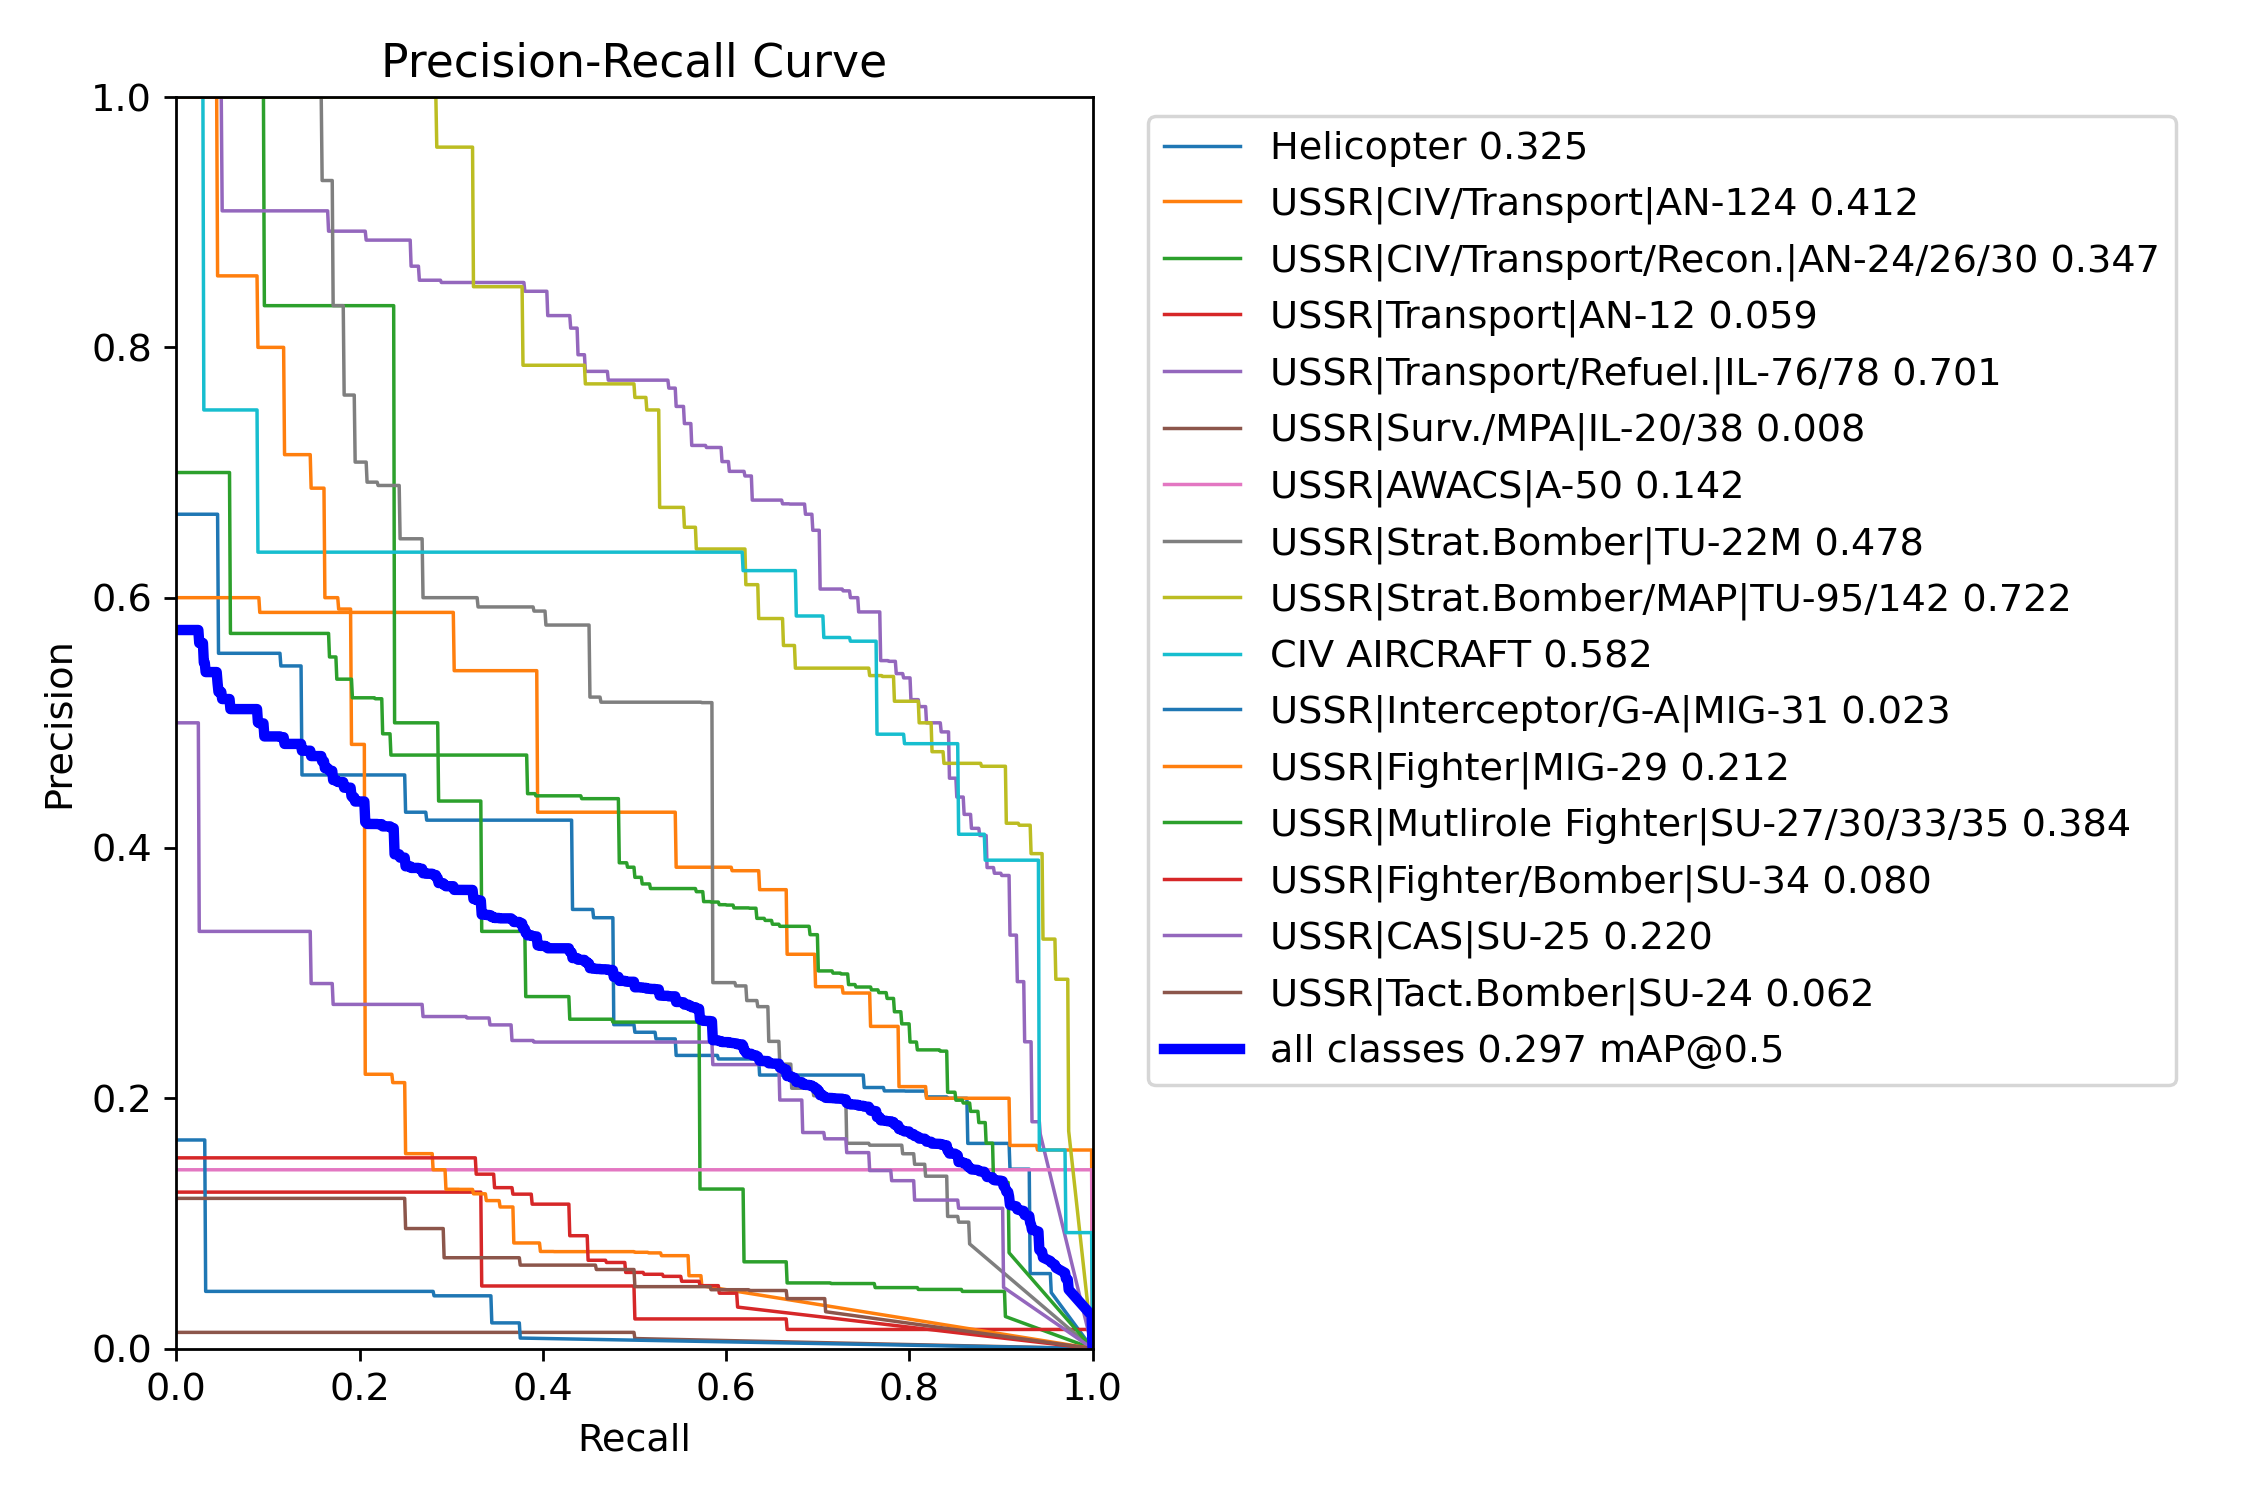 Precision-Recall Curve
1.0
0.8
0.6
0.4
0.2
0.0
Precision
0.0 0.2 0.4 0.6 0.8 1.0
Recall
Helicopter 0.325
USSR|CIV/Transport|AN-124 0.412
USSR|CIV/Transport/Recon.|AN-24/26/30 0.347
USSR|Transport|AN-12 0.059
USSR|Transport/Refuel.|IL-76/78 0.701
USSR|Surv./MPA|IL-20/38 0.008
USSR|AWACS|A-50 0.142
USSR|Strat.Bomber|TU-22M 0.478
USSR|Strat.Bomber/MAP|TU-95/142 0.722
CIV AIRCRAFT 0.582
USSR|Interceptor/G-A|MIG-31 0.023
USSR|Fighter|MIG-29 0.212
USSR|Mutlirole Fighter|SU-27/30/33/35 0.384
USSR|Fighter/Bomber|SU-34 0.080
USSR|CAS|SU-25 0.220
USSR|Tact.Bomber|SU-24 0.062
all classes 0.297 mAP@0.5